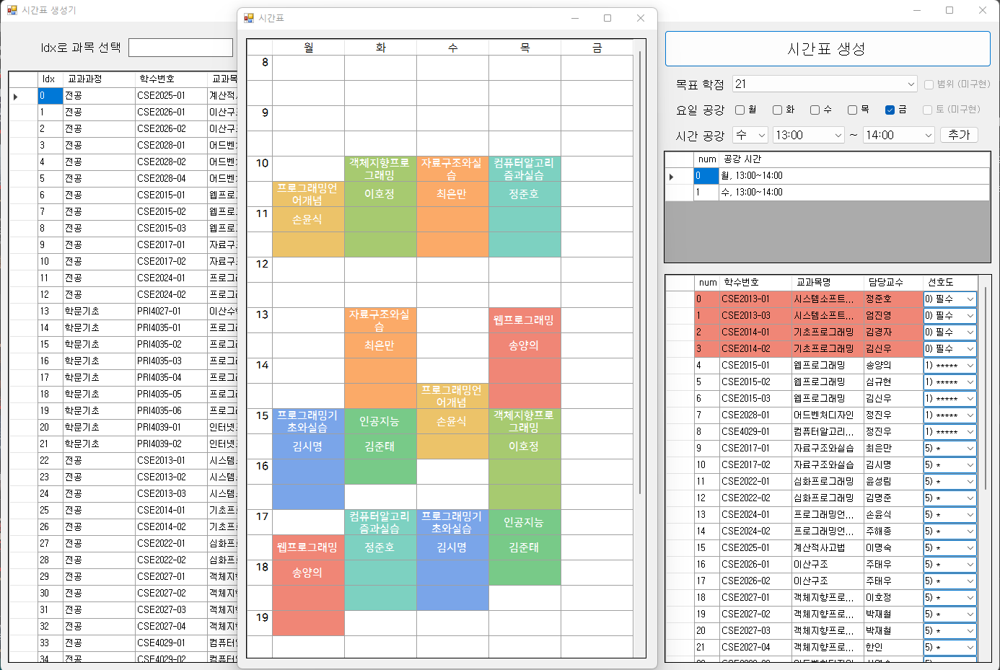 시간표 생성기
Idx로 과목 선택
Idx 교과과정 학수번호 교과목
0 전공 CSE2025-01 계산적
1 전공 CSE2026-01 이산구
2 전공 CSE2026-02 이산구
3 전공 CSE2028-01 어드벤
4 전공 CSE2028-02 어드벤
5 전공 CSE2028-04 어드벤
6 전공 CSE2015-01 웹프로
7 전공 CSE2015-02 웹프로
8 전공 CSE2015-03 웹프로
9 전공 CSE2017-01 자료구
10 전공 CSE2017-02 자료구
11 전공 CSE2024-01 프로그
12 전공 CSE2024-02 프로그
13 학문기초 PRI4027-01 이산수
14 학문기초 PRI4035-01 프로그
15 학문기초 PRI4035-02 프로그
16 학문기초 PRI4035-03 프로그
17 학문기초 PRI4035-04 프로그
18 학문기초 PRI4035-05 프로그
19 학문기초 PRI4035-06 프로그
20 학문기초 PRI4039-01 인터넷
21 학문기초 PRI4039-02 인터넷
22 전공 CSE2013-01 시스템
23 전공 CSE2013-02 시스템
24 전공 CSE2013-03 시스템
25 전공 CSE2014-01 기초프
26 전공 CSE2014-02 기초프
27 전공 CSE2022-01 심화프
28 전공 CSE2022-02 심화프
29 전공 CSE2027-01 객체지
30 전공 CSE2027-02 객체지
31 전공 CSE2027-03 객체지
32 전공 CSE2027-04 객체지
33 전공 CSE4029-01 컴퓨터
34 전공 CSE4029-02 컴퓨터
시간표
월 화 수 목 금
8
9
10
객체지향프로그래밍 이호정
자료구조와실습 최은만
컴퓨터알고리즘과실습 정준호
프로그래밍언어개념 손윤식
11
12
13
자료구조와실습 최은만
웹프로그래밍 송양의
14
프로그래밍언어개념 손윤식
15
프로그래밍기초와실습 김시명
인공지능 김준태
객체지향프로그래밍 이호정
16
17
컴퓨터알고리즘과실습 정준호
프로그래밍기초와실습 김시명
인공지능 김준태
웹프로그래밍 송양의
18
19
시간표 생성
목표 학점 21 범위 (미구현)
요일 공강 월 화 수 목 금 토 (미구현)
시간 공강 수 13:00 ~ 14:00 추가
num 공강 시간
0 월, 13:00~14:00
1 수, 13:00~14:00
num 학수번호 교과목명 담당교수 선호도
0 CSE2013-01 시스템소프트... 정준호 0) 필수
1 CSE2013-03 시스템소프트... 엄진영 0) 필수
2 CSE2014-01 기초프로그래밍 김경자 0) 필수
3 CSE2014-02 기초프로그래밍 김신우 0) 필수
4 CSE2015-01 웹프로그래밍 송양의 1) *****
5 CSE2015-02 웹프로그래밍 심규현 1) *****
6 CSE2015-03 웹프로그래밍 김신우 1) *****
7 CSE2028-01 어드벤처디자인 정진우 1) *****
8 CSE4029-01 컴퓨터알고리... 정진우 1) *****
9 CSE2017-01 자료구조와실습 최은만 5) *
10 CSE2017-02 자료구조와실습 김시명 5) *
11 CSE2022-01 심화프로그래밍 윤성림 5) *
12 CSE2022-02 심화프로그래밍 김명준 5) *
13 CSE2024-01 프로그래밍언... 손윤식 5) *
14 CSE2024-02 프로그래밍언... 주해종 5) *
15 CSE2025-01 계산적사고법 이명숙 5) *
16 CSE2026-01 이산구조 주태우 5) *
17 CSE2026-02 이산구조 주태우 5) *
18 CSE2027-01 객체지향프로... 이호정 5) *
19 CSE2027-02 객체지향프로... 박재철 5) *
20 CSE2027-03 객체지향프로... 박재철 5) *
21 CSE2027-04 객체지향프로... 한인 5) *